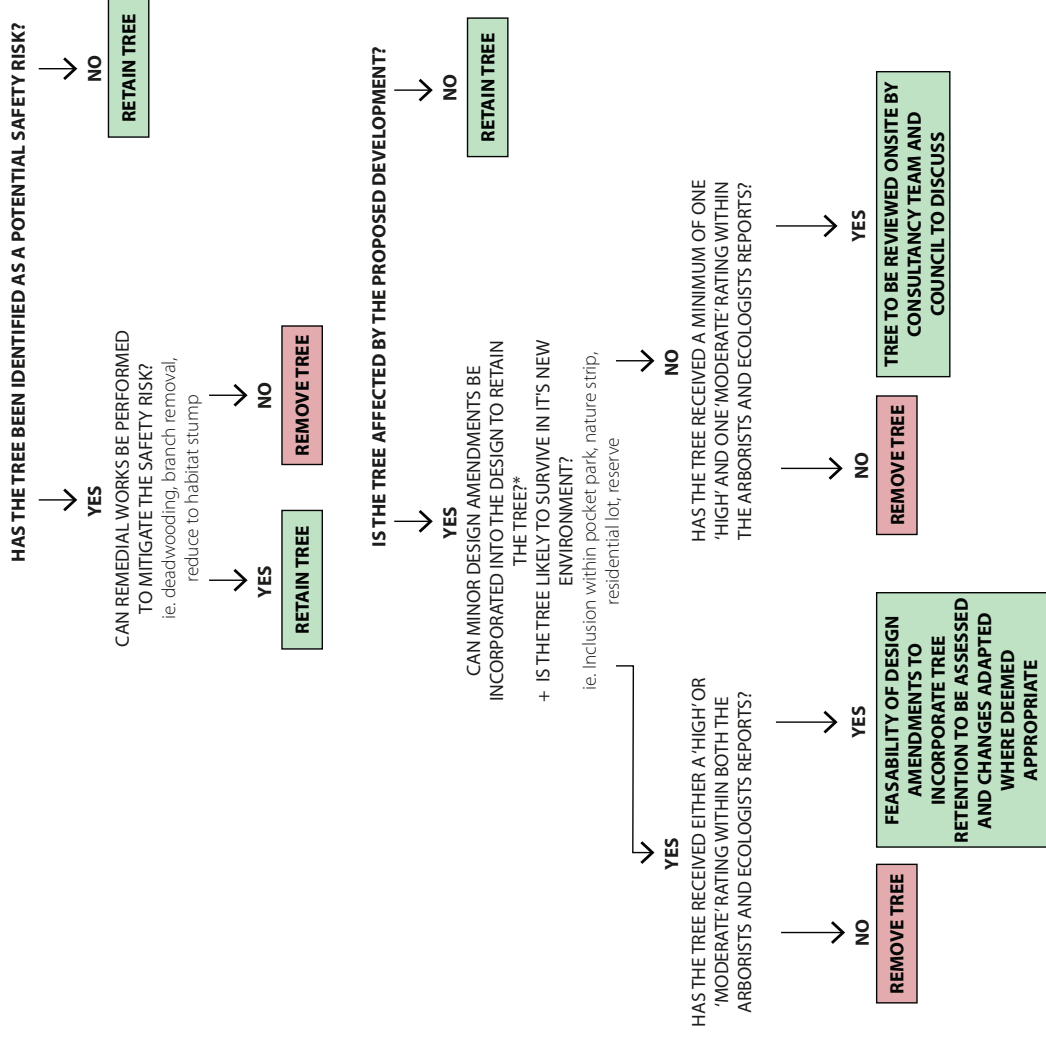 HAS THE TREE BEEN IDENTIFIED AS A POTENTIAL SAFETY RISK?
YES
CAN REMEDIAL WORKS BE PERFORMED
TO MITIGATE THE SAFETY RISK?
ie. deadwooding, branch removal,
reduce to habitat stump
YES
RETAIN TREE
NO
REMOVE TREE
NO
RETAIN TREE
IS THE TREE AFFECTED BY THE PROPOSED DEVELOPMENT?
YES
CAN MINOR DESIGN AMENDMENTS BE
INCORPORATED INTO THE DESIGN TO RETAIN
THE TREE?*
+ IS THE TREE LIKELY TO SURVIVE IN IT'S NEW
ENVIRONMENT?
ie. Inclusion within pocket park, nature strip,
residential lot, reserve
NO
RETAIN TREE
YES
HAS THE TREE RECEIVED EITHER A 'HIGH' OR
'MODERATE' RATING WITHIN BOTH THE
ARBORISTS AND ECOLOGISTS REPORTS?
NO
REMOVE TREE
YES
FEASABILITY OF DESIGN
AMENDMENTS TO
INCORPORATE TREE
RETENTION TO BE ASSESSED
AND CHANGES ADAPTED
WHERE DEEMED
APPROPRIATE
NO
HAS THE TREE RECEIVED A MINIMUM OF ONE
'HIGH' AND ONE 'MODERATE' RATING WITHIN
THE ARBORISTS AND ECOLOGISTS REPORTS?
NO
REMOVE TREE
YES
TREE TO BE REVIEWED ONSITE BY
CONSULTANCY TEAM AND
COUNCIL TO DISCUSS